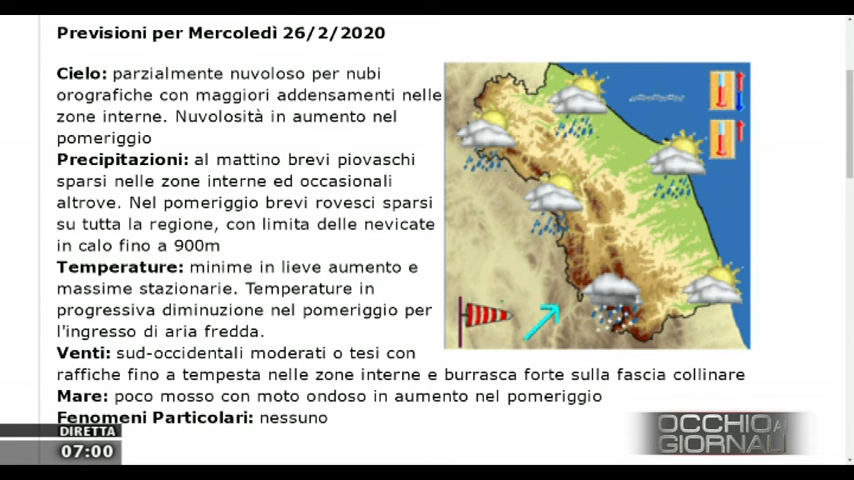 Previsioni per Mercoledì 26/2/2020
Cielo: parzialmente nuvoloso per nubi
orografiche con maggiori addensamenti nelle
zone interne. Nuvolosità in aumento nel
pomeriggio
Precipitazioni: al mattino brevi piovaschi
sparsi nelle zone interne ed occasionali
altrove. Nel pomeriggio brevi rovesci sparsi
su tutta la regione, con limita delle nevicate
in calo fino a 900m
Temperature: minime in lieve aumento e
massime stazionarie. Temperature in
progressiva diminuzione nel pomeriggio per
l'ingresso di aria fredda.
Venti: sud-occidentali moderati o tesi con
raffiche fino a tempesta nelle zone interne e burrasca forte sulla fascia collinare
Mare: poco mosso con moto ondoso in aumento nel pomeriggio
Fenomeni Particolari: nessuno
DIRETTA
07:00
OCCHIO AI
GIORNALI